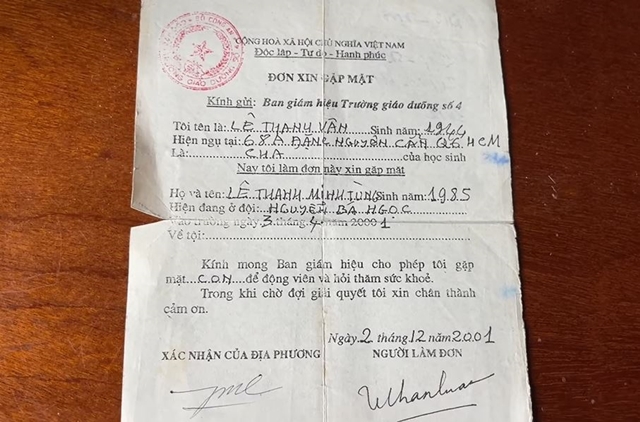 CỘNG HOÀ XÃ HỘI CHỦ NGHĨA VIỆT NAM
Độc lập - Tự do - Hạnh phúc
ĐƠN XIN GẶP MẶT
Kính gửi: Ban giám hiệu Trường giáo dưỡng số 4
Tôi tên là: LÊ THANH VÂN Sinh năm: 1944
Hiện ngụ tại: 68A ĐẶNG NGUYÊN CẨN Q6 HCM
Là: CHA của học sinh
Nay tôi làm đơn này xin gặp mặt
Họ và tên: LÊ THANH MINH TÙNG Sinh năm: 1985
Hiện đang ở đội: NGUYỄN BÁ NGỌC
Vào trường ngày 3 tháng 4 năm 2000 1
Về tội:
Kính mong Ban giám hiệu cho phép tôi gặp
mặt....CON....để động viên và hỏi thăm sức khoẻ.
Trong khi chờ đợi giải quyết tôi xin chân thành
cảm ơn.
Ngày 2 tháng 12 năm 2001
XÁC NHẬN CỦA ĐỊA PHƯƠNG NGƯỜI LÀM ĐƠN